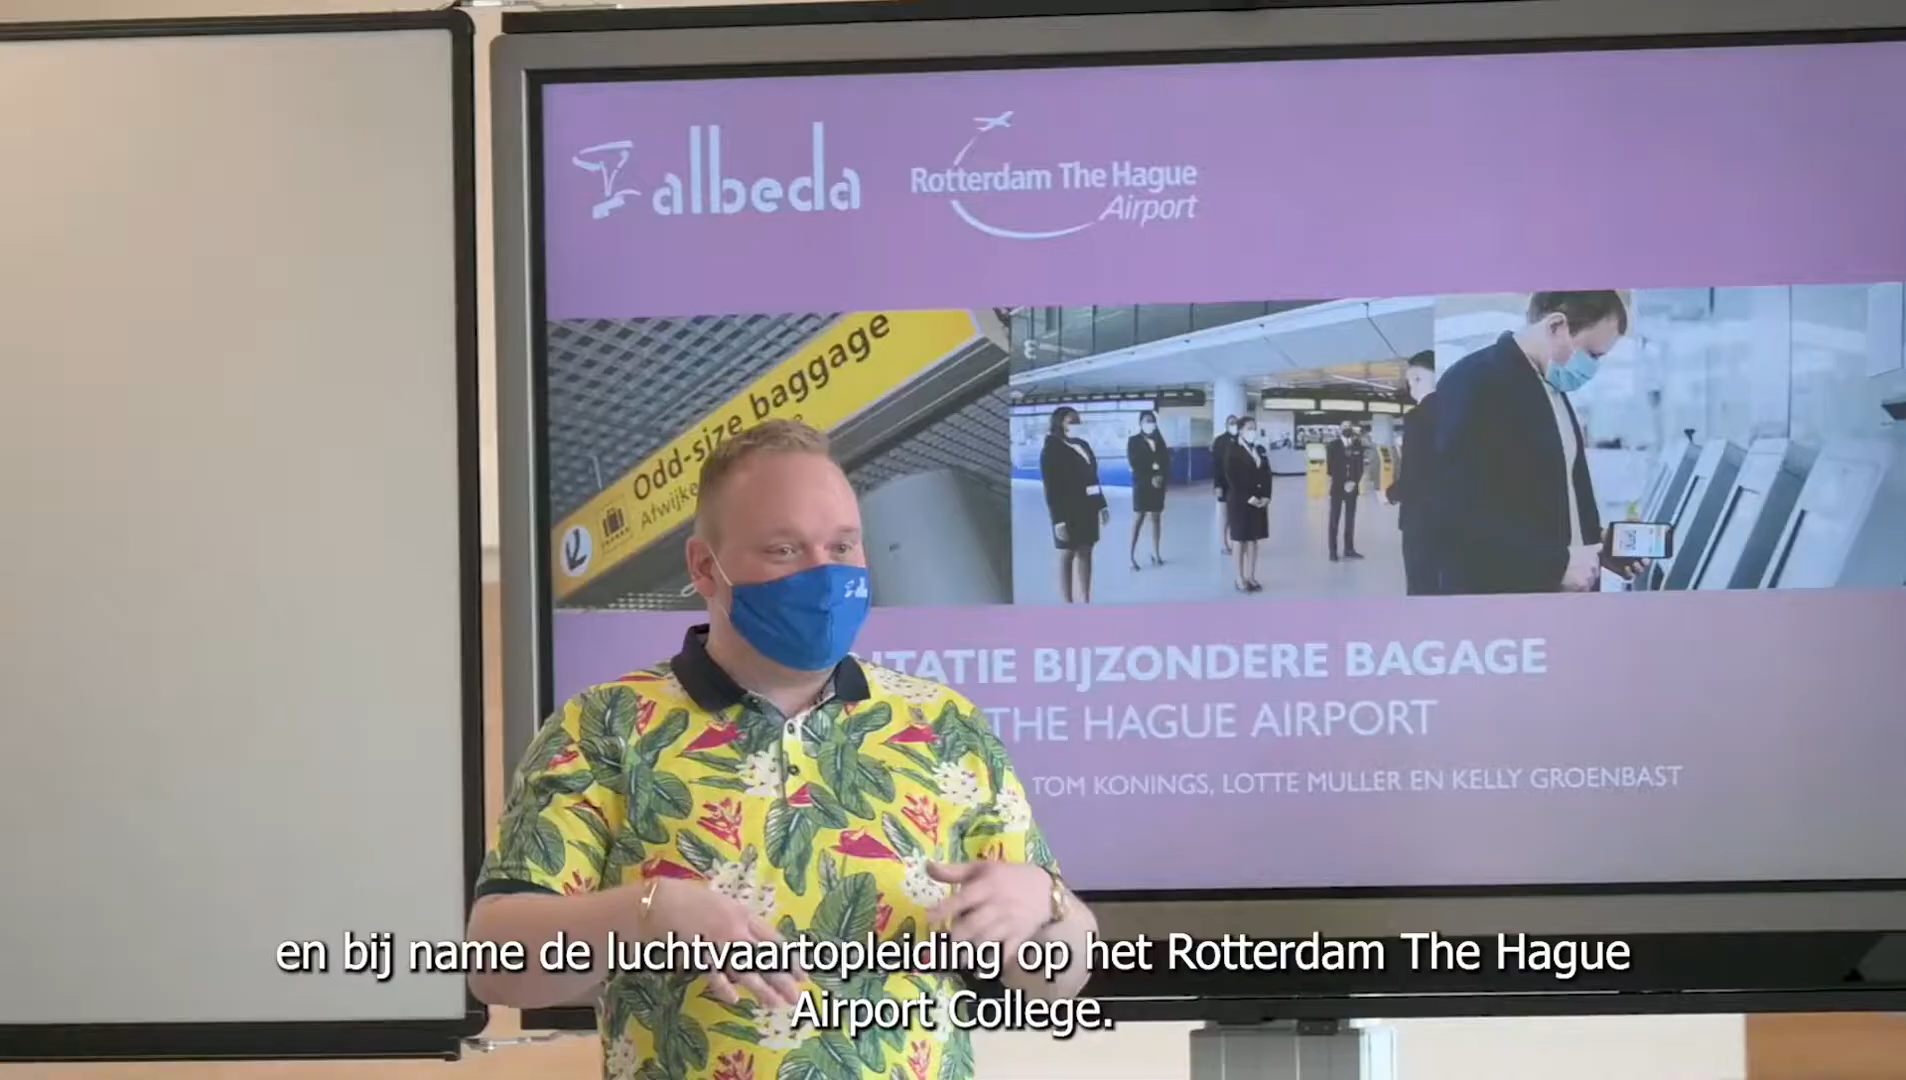 albeda
Rotterdam The Hague
Airport
Odd-size baggage
BIJZONDERE BAGAGE
THE HAGUE AIRPORT
TOM KONINGS, LOTTE MULLER EN KELLY GROENBAST
en bij name de luchtvaartopleiding op het Rotterdam The Hague
Airport College.